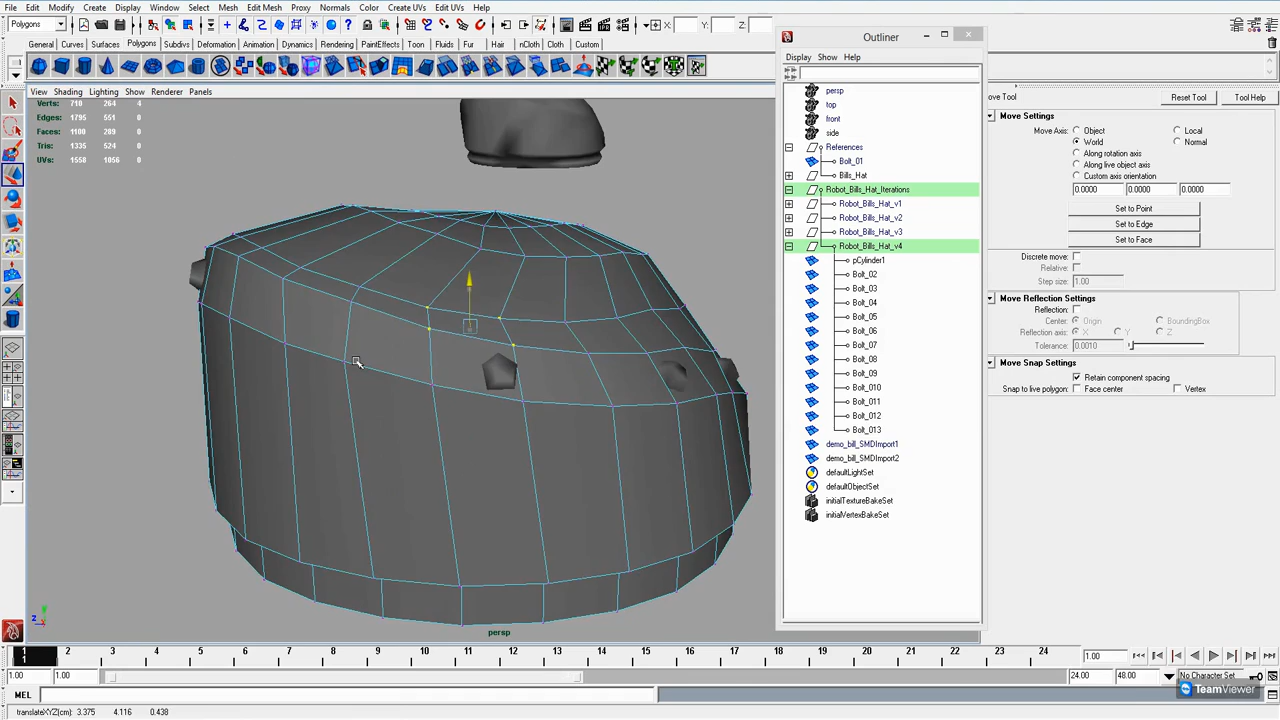 File Edit Modify Create Display Window Select Mesh Edit Mesh Proxy Normals Color Create UVs Edit UVs Help
Polygons
X: Y: Z:
General Curves Surfaces Polygons Subdivs Deformation Animation Dynamics Rendering PaintEffects Toon Fluids Fur Hair nCloth Cloth Custom
View Shading Lighting Show Renderer Panels
Verts: 710 264 4
Edges: 1795 551 0
Faces: 1100 289 0
Tris: 1335 524 0
UVs: 1558 1056 0
z y
persp
Outliner
Display Show Help
persp
top
front
side
References
Bolt_01
Bills_Hat
Robot_Bills_Hat_Iterations
Robot_Bills_Hat_v1
Robot_Bills_Hat_v2
Robot_Bills_Hat_v3
Robot_Bills_Hat_v4
pCylinder1
Bolt_02
Bolt_03
Bolt_04
Bolt_05
Bolt_06
Bolt_07
Bolt_08
Bolt_09
Bolt_010
Bolt_011
Bolt_012
Bolt_013
demo_bill_SMDImport1
demo_bill_SMDImport2
defaultLightSet
defaultObjectSet
initialTextureBakeSet
initialVertexBakeSet
ove Tool Reset Tool Tool Help
Move Settings
Move Axis: Object Local
World Normal
Along rotation axis
Along live object axis
Custom axis orientation
0.0000 0.0000 0.0000
Set to Point
Set to Edge
Set to Face
Discrete move:
Relative:
Step size: 1.00
Move Reflection Settings
Reflection:
Center: Origin BoundingBox
Reflection axis: X Y Z
Tolerance: 0.0010
Move Snap Settings
Retain component spacing
Snap to live polygon: Face center Vertex
1 2 3 4 5 6 7 8 9 10 11 12 13 14 15 16 17 18 19 20 21 22 23 24
1 1.00
1.00 1.00 24.00 48.00 No Character Set
MEL
TeamViewer
translateXYZ(cm): 3.375 4.116 0.438